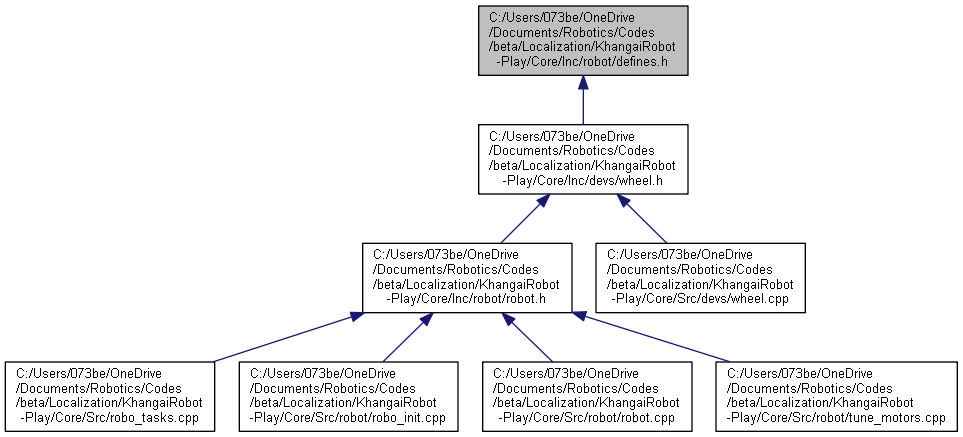 C:/Users/073be/OneDrive
/Documents/Robotics/Codes
/beta/Localization/KhangaiRobot
-Play/Core/Inc/robot/defines.h
C:/Users/073be/OneDrive
/Documents/Robotics/Codes
/beta/Localization/KhangaiRobot
-Play/Core/Inc/devs/wheel.h
C:/Users/073be/OneDrive
/Documents/Robotics/Codes
/beta/Localization/KhangaiRobot
-Play/Core/Inc/robot/robot.h
C:/Users/073be/OneDrive
/Documents/Robotics/Codes
/beta/Localization/KhangaiRobot
-Play/Core/Src/devs/wheel.cpp
C:/Users/073be/OneDrive
/Documents/Robotics/Codes
/beta/Localization/KhangaiRobot
-Play/Core/Src/robo_tasks.cpp
C:/Users/073be/OneDrive
/Documents/Robotics/Codes
/beta/Localization/KhangaiRobot
-Play/Core/Src/robot/robo_init.cpp
C:/Users/073be/OneDrive
/Documents/Robotics/Codes
/beta/Localization/KhangaiRobot
-Play/Core/Src/robot/robot.cpp
C:/Users/073be/OneDrive
/Documents/Robotics/Codes
/beta/Localization/KhangaiRobot
-Play/Core/Src/robot/tune_motors.cpp